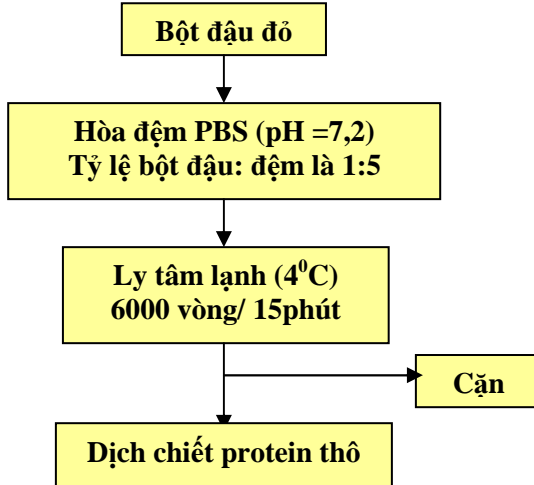 Bột đậu đỏ
Hòa đệm PBS (pH =7,2)
Tỷ lệ bột đậu: đệm là 1:5
Ly tâm lạnh (4⁰C)
6000 vòng/ 15phút
Cặn
Dịch chiết protein thô